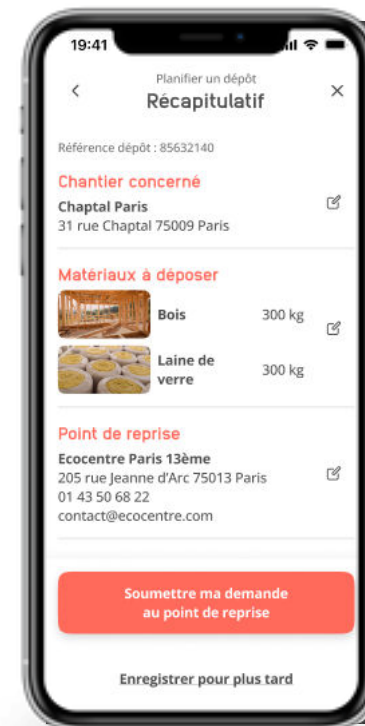 19:41
Planifier un dépôt
Récapitulatif
Référence dépôt : 85632140
Chantier concerné
Chaptal Paris
31 rue Chaptal 75009 Paris
Matériaux à déposer
Bois 300 kg
Laine de
verre 300 kg
Point de reprise
Ecocentre Paris 13ème
205 rue Jeanne d'Arc 75013 Paris
01 43 50 68 22
contact@ecocentre.com
Soumettre ma demande
au point de reprise
Enregistrer pour plus tard